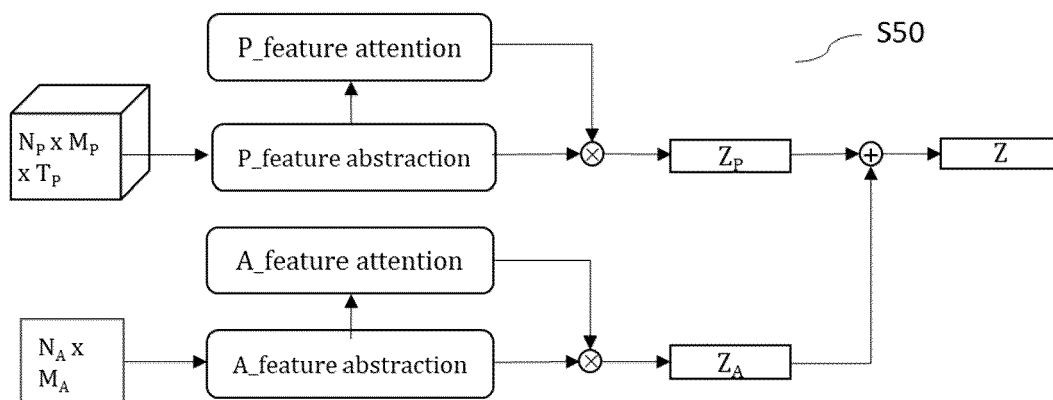 P_feature attention
S50
N_P x M_P
x T_P
P_feature abstraction
⊗
Z_P
+
Z
A_feature attention
N_A x
M_A
A_feature abstraction
⊗
Z_A